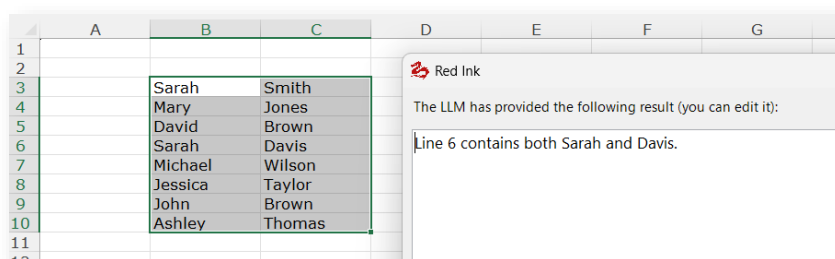 A B C D E F G
1
2
3 Sarah Smith
4 Mary Jones
5 David Brown
6 Sarah Davis
7 Michael Wilson
8 Jessica Taylor
9 John Brown
10 Ashley Thomas
11
Red Ink
The LLM has provided the following result (you can edit it):
Line 6 contains both Sarah and Davis.